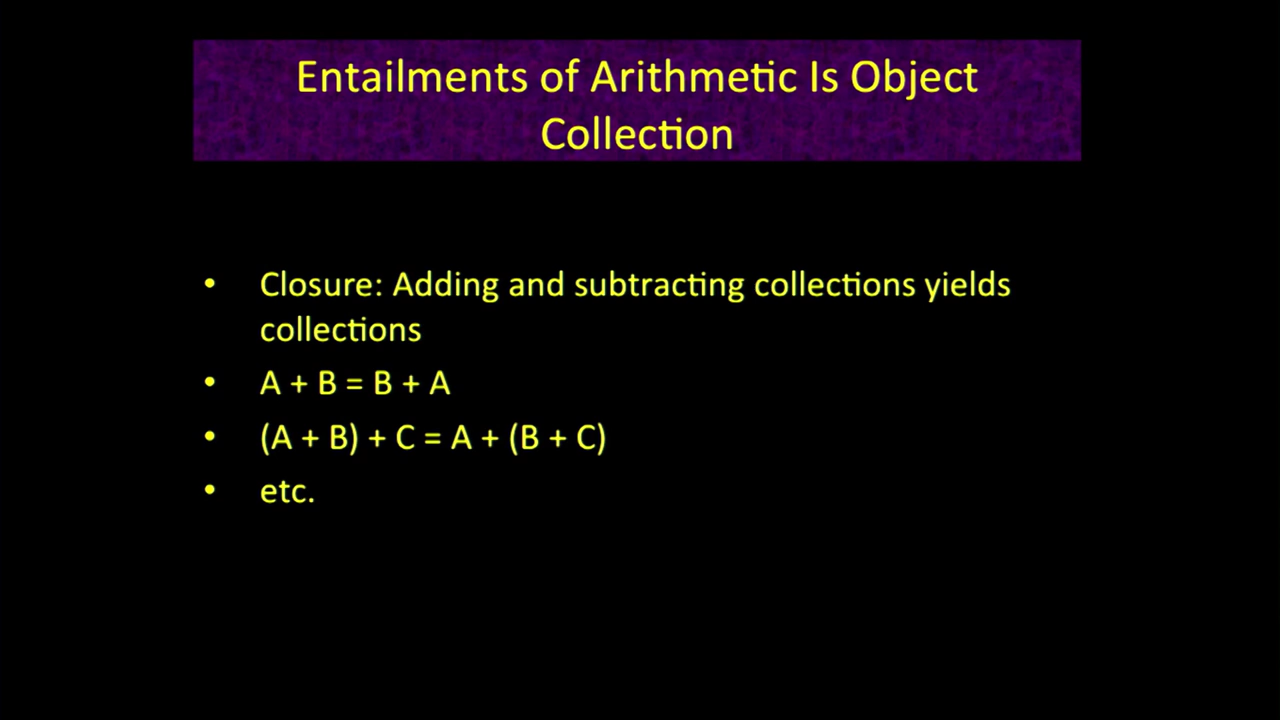 Entailments of Arithmetic Is Object
Collection
• Closure: Adding and subtracting collections yields
collections
• A + B = B + A
• (A + B) + C = A + (B + C)
• etc.